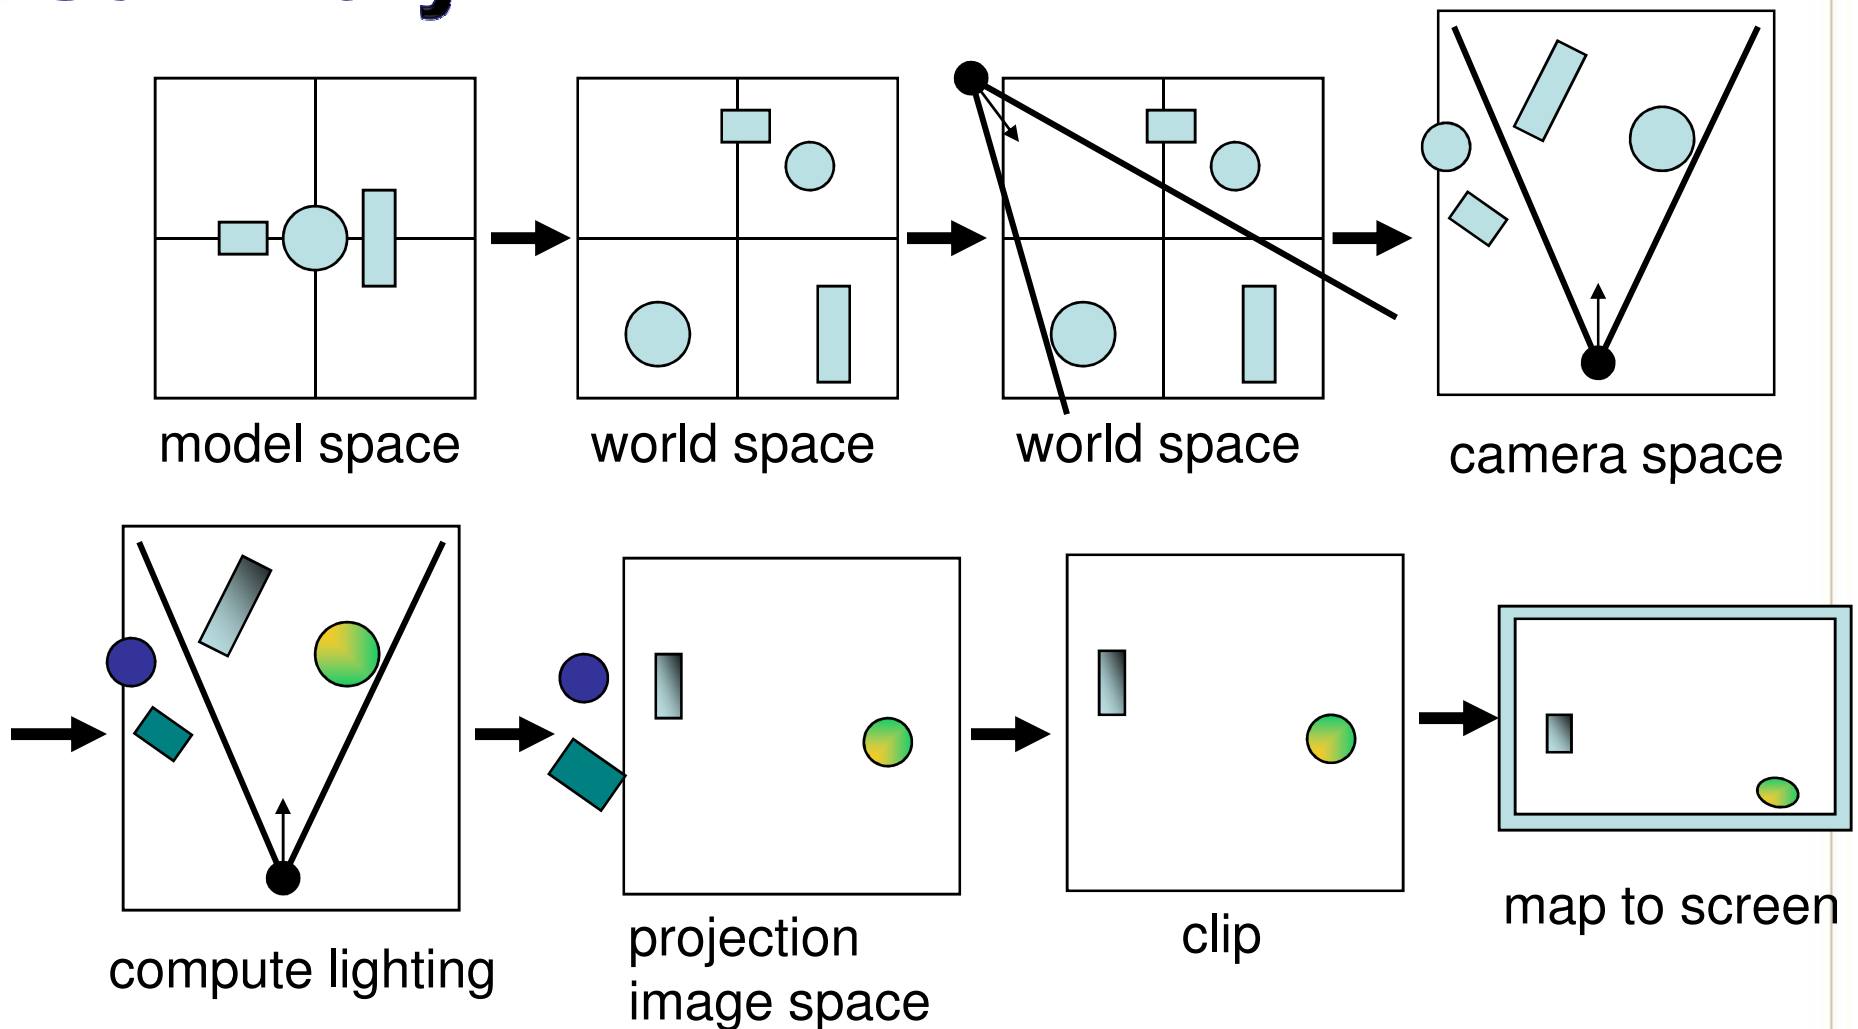 model space
world space
world space
camera space
compute lighting
projection
image space
clip
map to screen